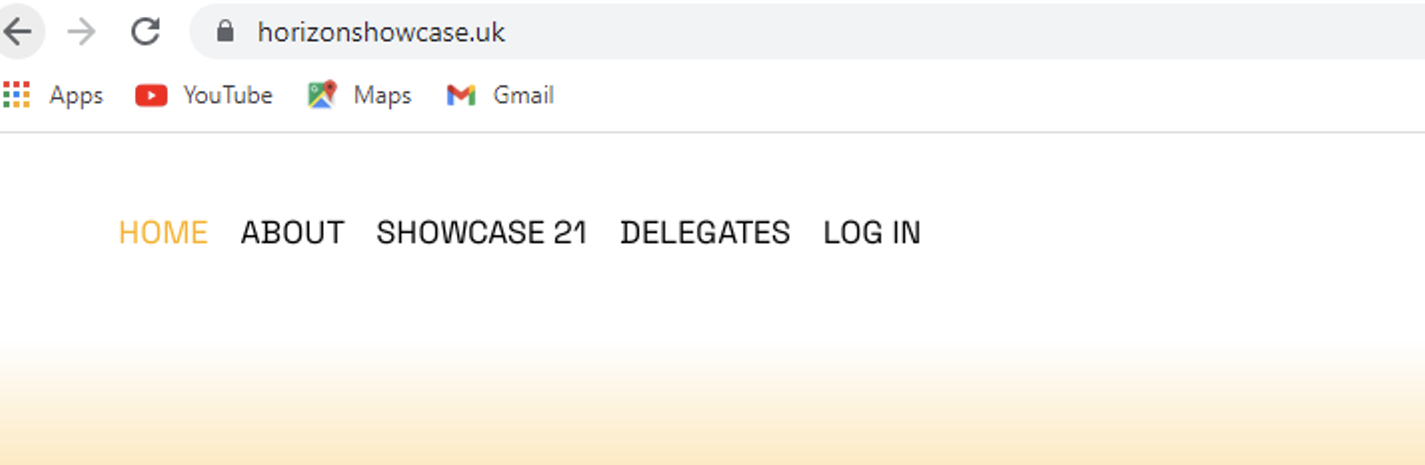 horizonshowcase.uk
Apps YouTube Maps Gmail
HOME ABOUT SHOWCASE 21 DELEGATES LOG IN